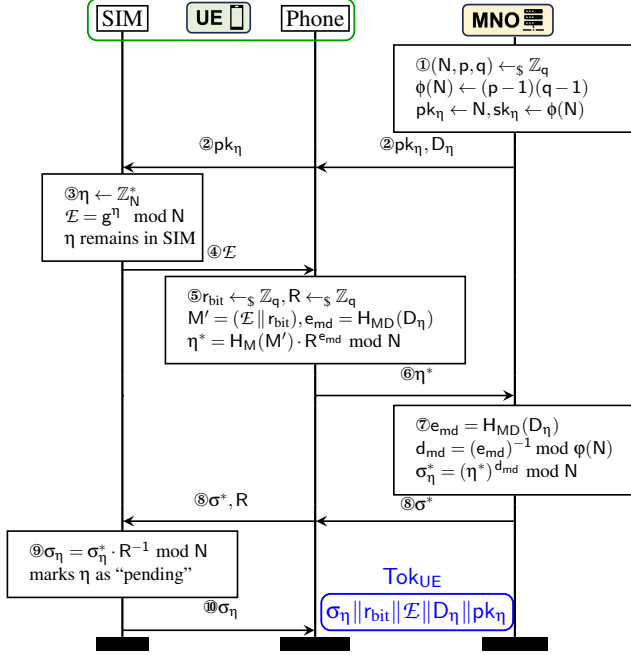 SIM UE Phone MNO
①(N,p,q) ←$ ℤq
ϕ(N) ← (p−1)(q−1)
pkη ← N, skη ← ϕ(N)
②pkη ②pkη, Dη
③η ← ℤ*N
ℰ = g^η mod N
η remains in SIM
④ℰ
⑤rbit ←$ ℤq, R ←$ ℤq
M′ = (ℰ∥rbit), emd = HMD(Dη)
η* = HM(M′)·R^emd mod N
⑥η*
⑦emd = HMD(Dη)
dmd = (emd)^−1 mod φ(N)
σ*η = (η*)^dmd mod N
⑧σ*, R ⑧σ*
⑨ση = σ*η · R^−1 mod N
marks η as “pending”
TokUE
⑩ση
ση∥rbit∥ℰ∥Dη∥pkη